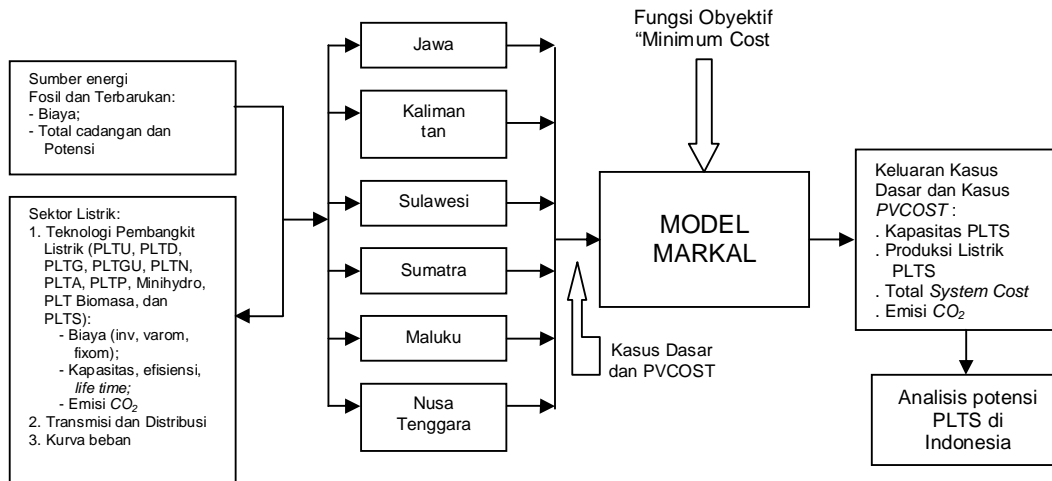 Sumber energi
Fosil dan Terbarukan:
- Biaya;
- Total cadangan dan
Potensi
Sektor Listrik:
1. Teknologi Pembangkit
Listrik (PLTU, PLTD,
PLTG, PLTGU, PLTN,
PLTA, PLTP, Minihydro,
PLT Biomasa, dan
PLTS):
- Biaya (inv, varom,
fixom);
- Kapasitas, efisiensi,
life time;
- Emisi CO2
2. Transmisi dan Distribusi
3. Kurva beban
Jawa
Kaliman
tan
Sulawesi
Sumatra
Maluku
Nusa
Tenggara
Fungsi Obyektif
“Minimum Cost
MODEL
MARKAL
Kasus Dasar
dan PVCOST
Keluaran Kasus
Dasar dan Kasus
PVCOST :
. Kapasitas PLTS
. Produksi Listrik
PLTS
. Total System Cost
. Emisi CO2
Analisis potensi
PLTS di
Indonesia